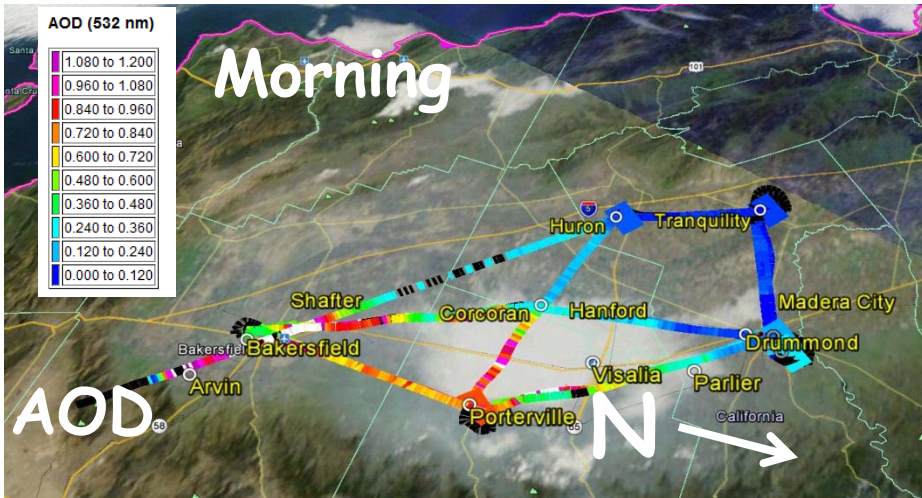 AOD (532 nm)
1.080 to 1.200
0.960 to 1.080
0.840 to 0.960
0.720 to 0.840
0.600 to 0.720
0.480 to 0.600
0.360 to 0.480
0.240 to 0.360
0.120 to 0.240
0.000 to 0.120
Morning
101
5
Huron
Tranquility
Shafter
Corcoran
Hanford
Madera City
Bakersfield
Drummond
Arvin
Visalia
Parlier
Porterville
California
AOD
58
N